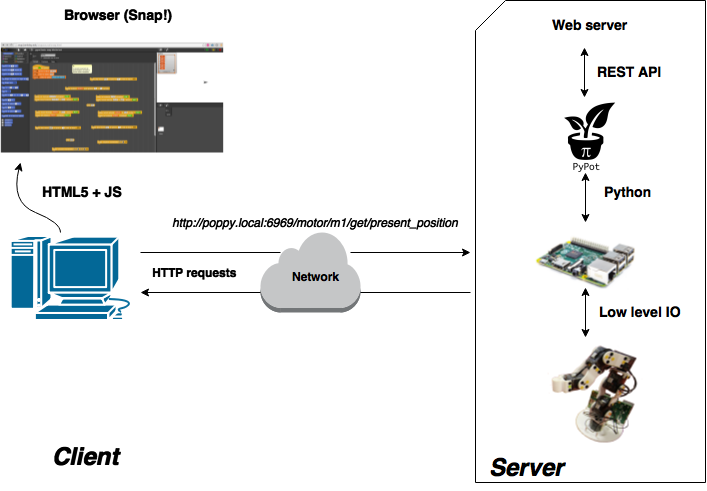 Browser (Snap!)
HTML5 + JS
http://poppy.local:6969/motor/m1/get/present_position
HTTP requests
Network
Client
Web server
REST API
π
PyPot
Python
Low level IO
Server